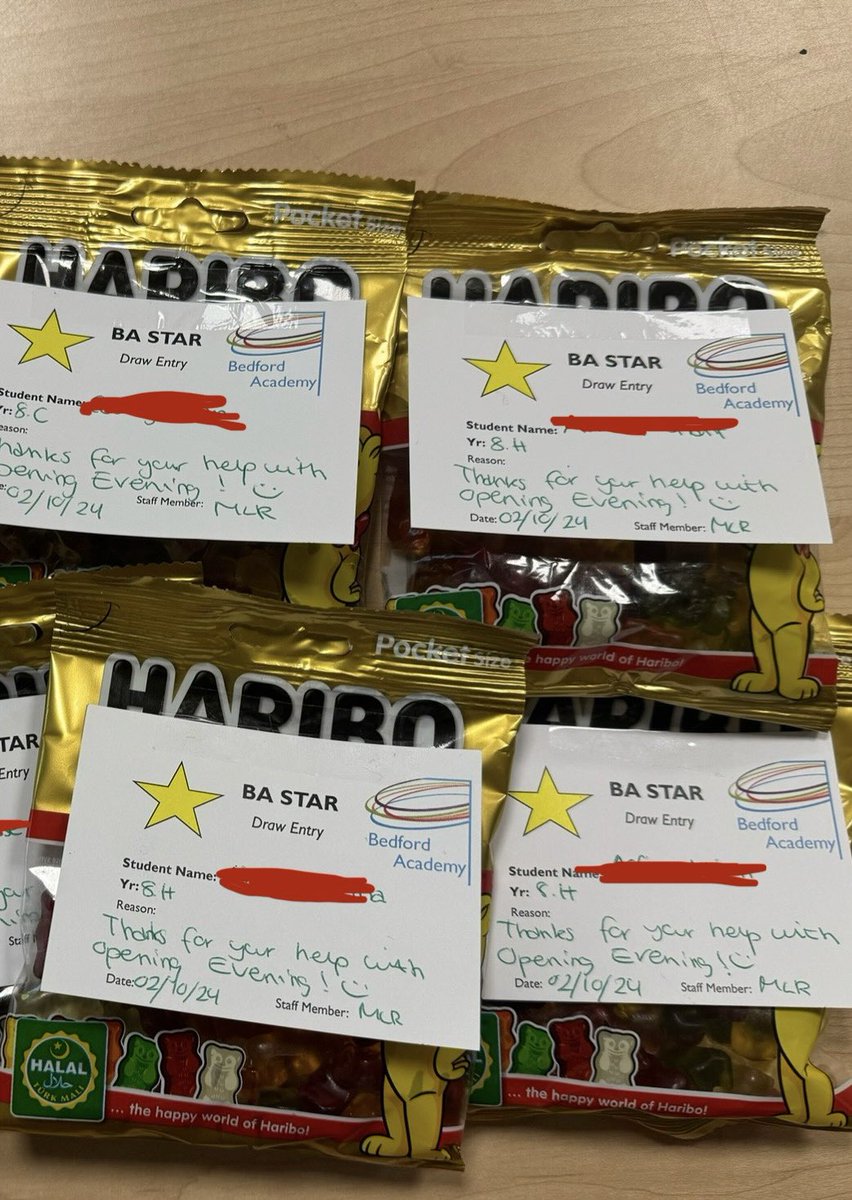 Pocket Size
HARIBO
BA STAR
Draw Entry
Bedford
Academy
Student Name:
Yr: 8.C
Reason:
Thanks for your help with
opening Evening! :)
02/10/24
Staff Member: MLR
Pocket Size
HARIBO
BA STAR
Draw Entry
Bedford
Academy
Student Name:
Yr: 8.H
Reason:
Thanks for your help with
opening Evening! :)
Date: 02/10/24 Staff Member: MLR
happy world of Haribo!
TAR
Entry
Pocket Size
HARIBO
BA STAR
Draw Entry
Bedford
Academy
Student Name: a
Yr: 8.H
Reason:
Thanks for your help with
opening Evening! :)
Date: 02/10/24
Staff Member: MLR
HALAL
حلال
TURK MALI
... the happy world of Haribo!
HARIBO
BA STAR
Draw Entry
Bedford
Academy
Student Name
Yr: 8.H
Reason:
Thanks for your help with
opening Evening! :)
Date: 02/10/24 Staff Member: MLR
... the happy world of Haribo!